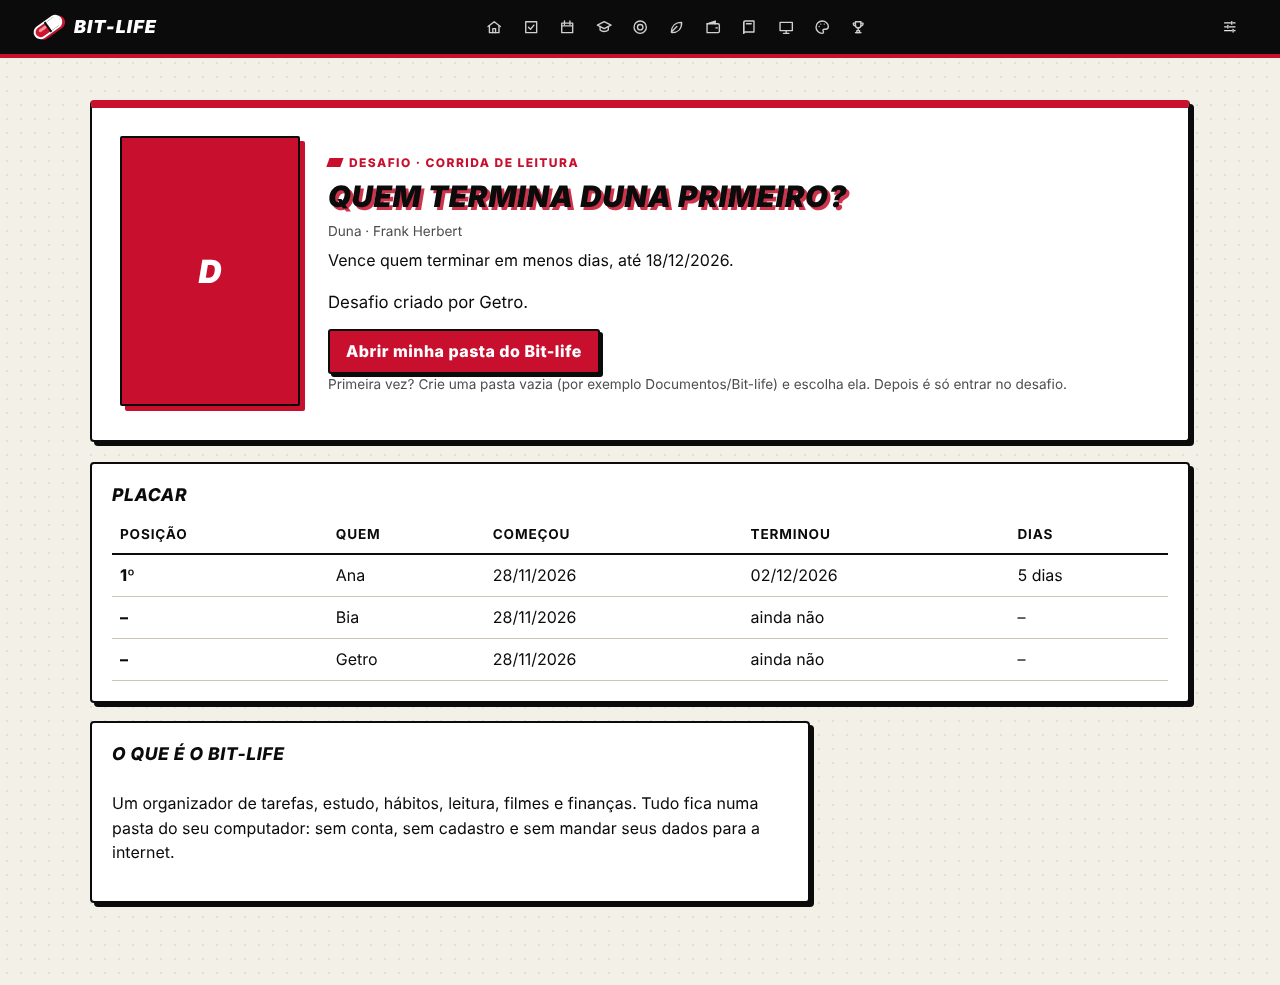 BIT-LIFE
D
DESAFIO · CORRIDA DE LEITURA
QUEM TERMINA DUNA PRIMEIRO?
Duna · Frank Herbert
Vence quem terminar em menos dias, até 18/12/2026.
Desafio criado por Getro.
Abrir minha pasta do Bit-life
Primeira vez? Crie uma pasta vazia (por exemplo Documentos/Bit-life) e escolha ela. Depois é só entrar no desafio.
PLACAR
POSIÇÃO QUEM COMEÇOU TERMINOU DIAS
1º Ana 28/11/2026 02/12/2026 5 dias
– Bia 28/11/2026 ainda não –
– Getro 28/11/2026 ainda não –
O QUE É O BIT-LIFE
Um organizador de tarefas, estudo, hábitos, leitura, filmes e finanças. Tudo fica numa
pasta do seu computador: sem conta, sem cadastro e sem mandar seus dados para a
internet.